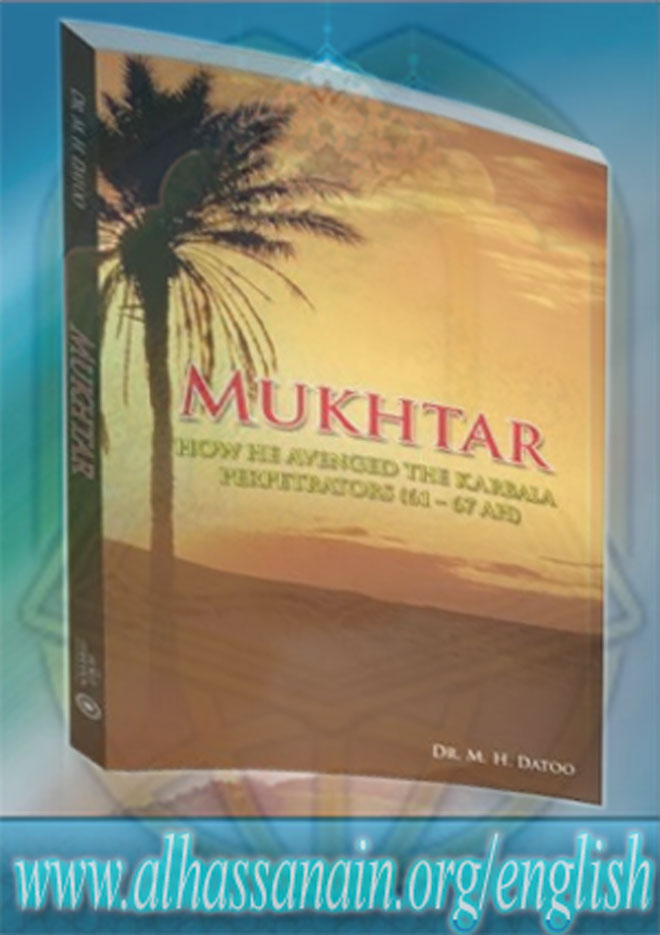 DR. M. H. DATOO
MUKHTAR
MUKHTAR
HOW HE AVENGED THE KARBALA
PERPETRATORS (61 – 67 AH)
DR. M. H. DATOO
www.alhassanain.org/english